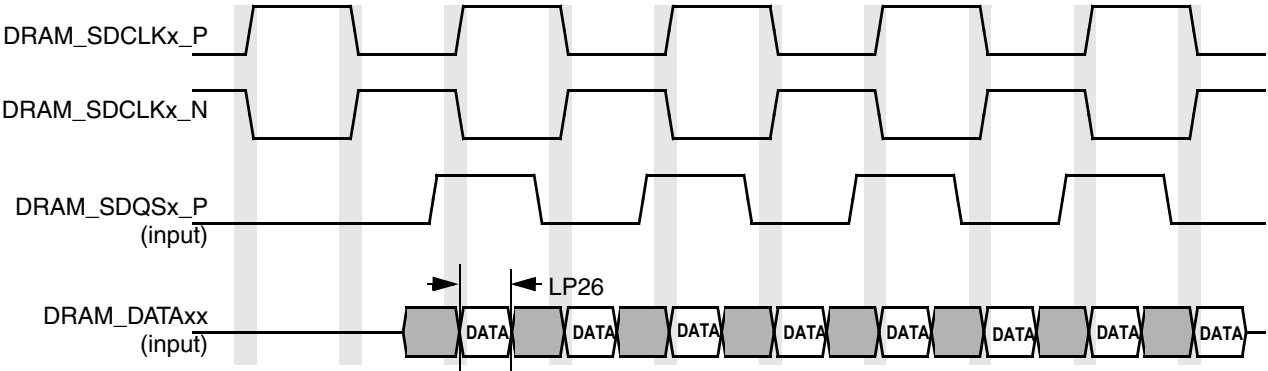 DRAM_SDCLKx_P
DRAM_SDCLKx_N
DRAM_SDQSx_P
(input)
LP26
DRAM_DATAxx
(input)
DATA DATA DATA DATA DATA DATA DATA DATA